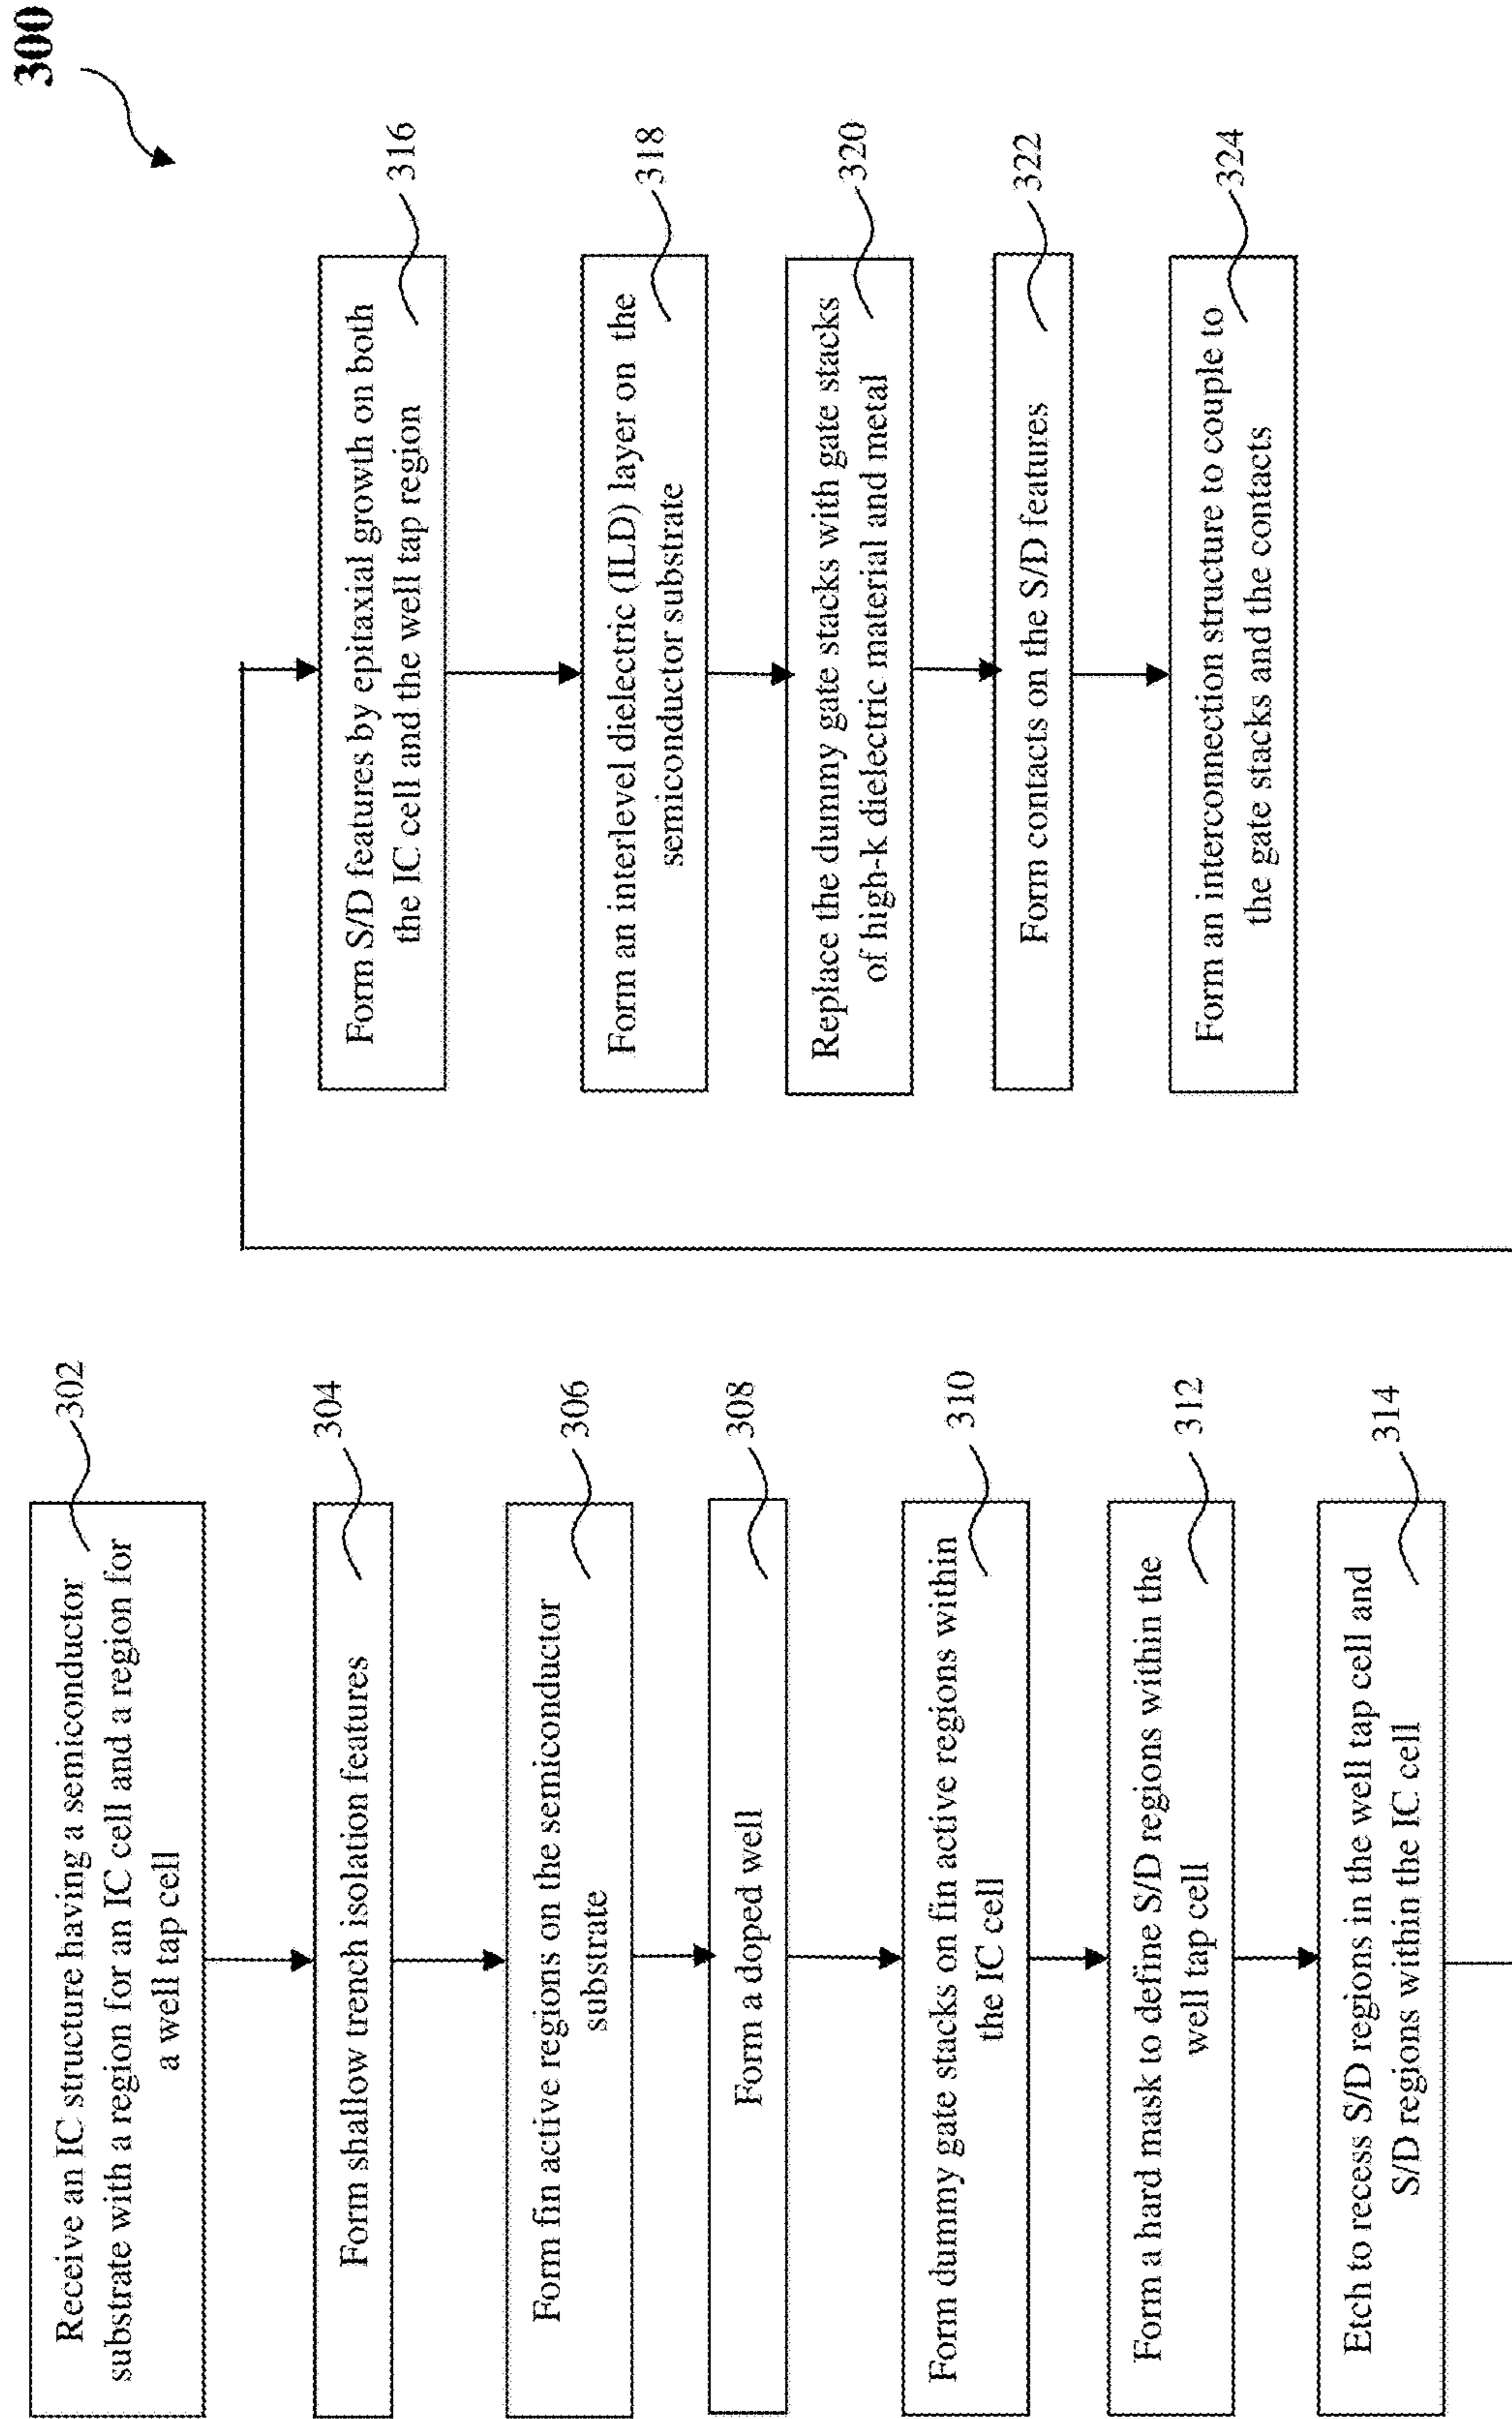 300
Receive an IC structure having a semiconductor
substrate with a region for an IC cell and a region for
a well tap cell
302
Form shallow trench isolation features
304
Form fin active regions on the semiconductor
substrate
306
Form a doped well
308
Form dummy gate stacks on fin active regions within
the IC cell
310
Form a hard mask to define S/D regions within the
well tap cell
312
Etch to recess S/D regions in the well tap cell and
S/D regions within the IC cell
314
Form S/D features by epitaxial growth on both
the IC cell and the well tap region
316
Form an interlevel dielectric (ILD) layer on the
semiconductor substrate
318
Replace the dummy gate stacks with gate stacks
of high-k dielectric material and metal
320
Form contacts on the S/D features
322
Form an interconnection structure to couple to
the gate stacks and the contacts
324